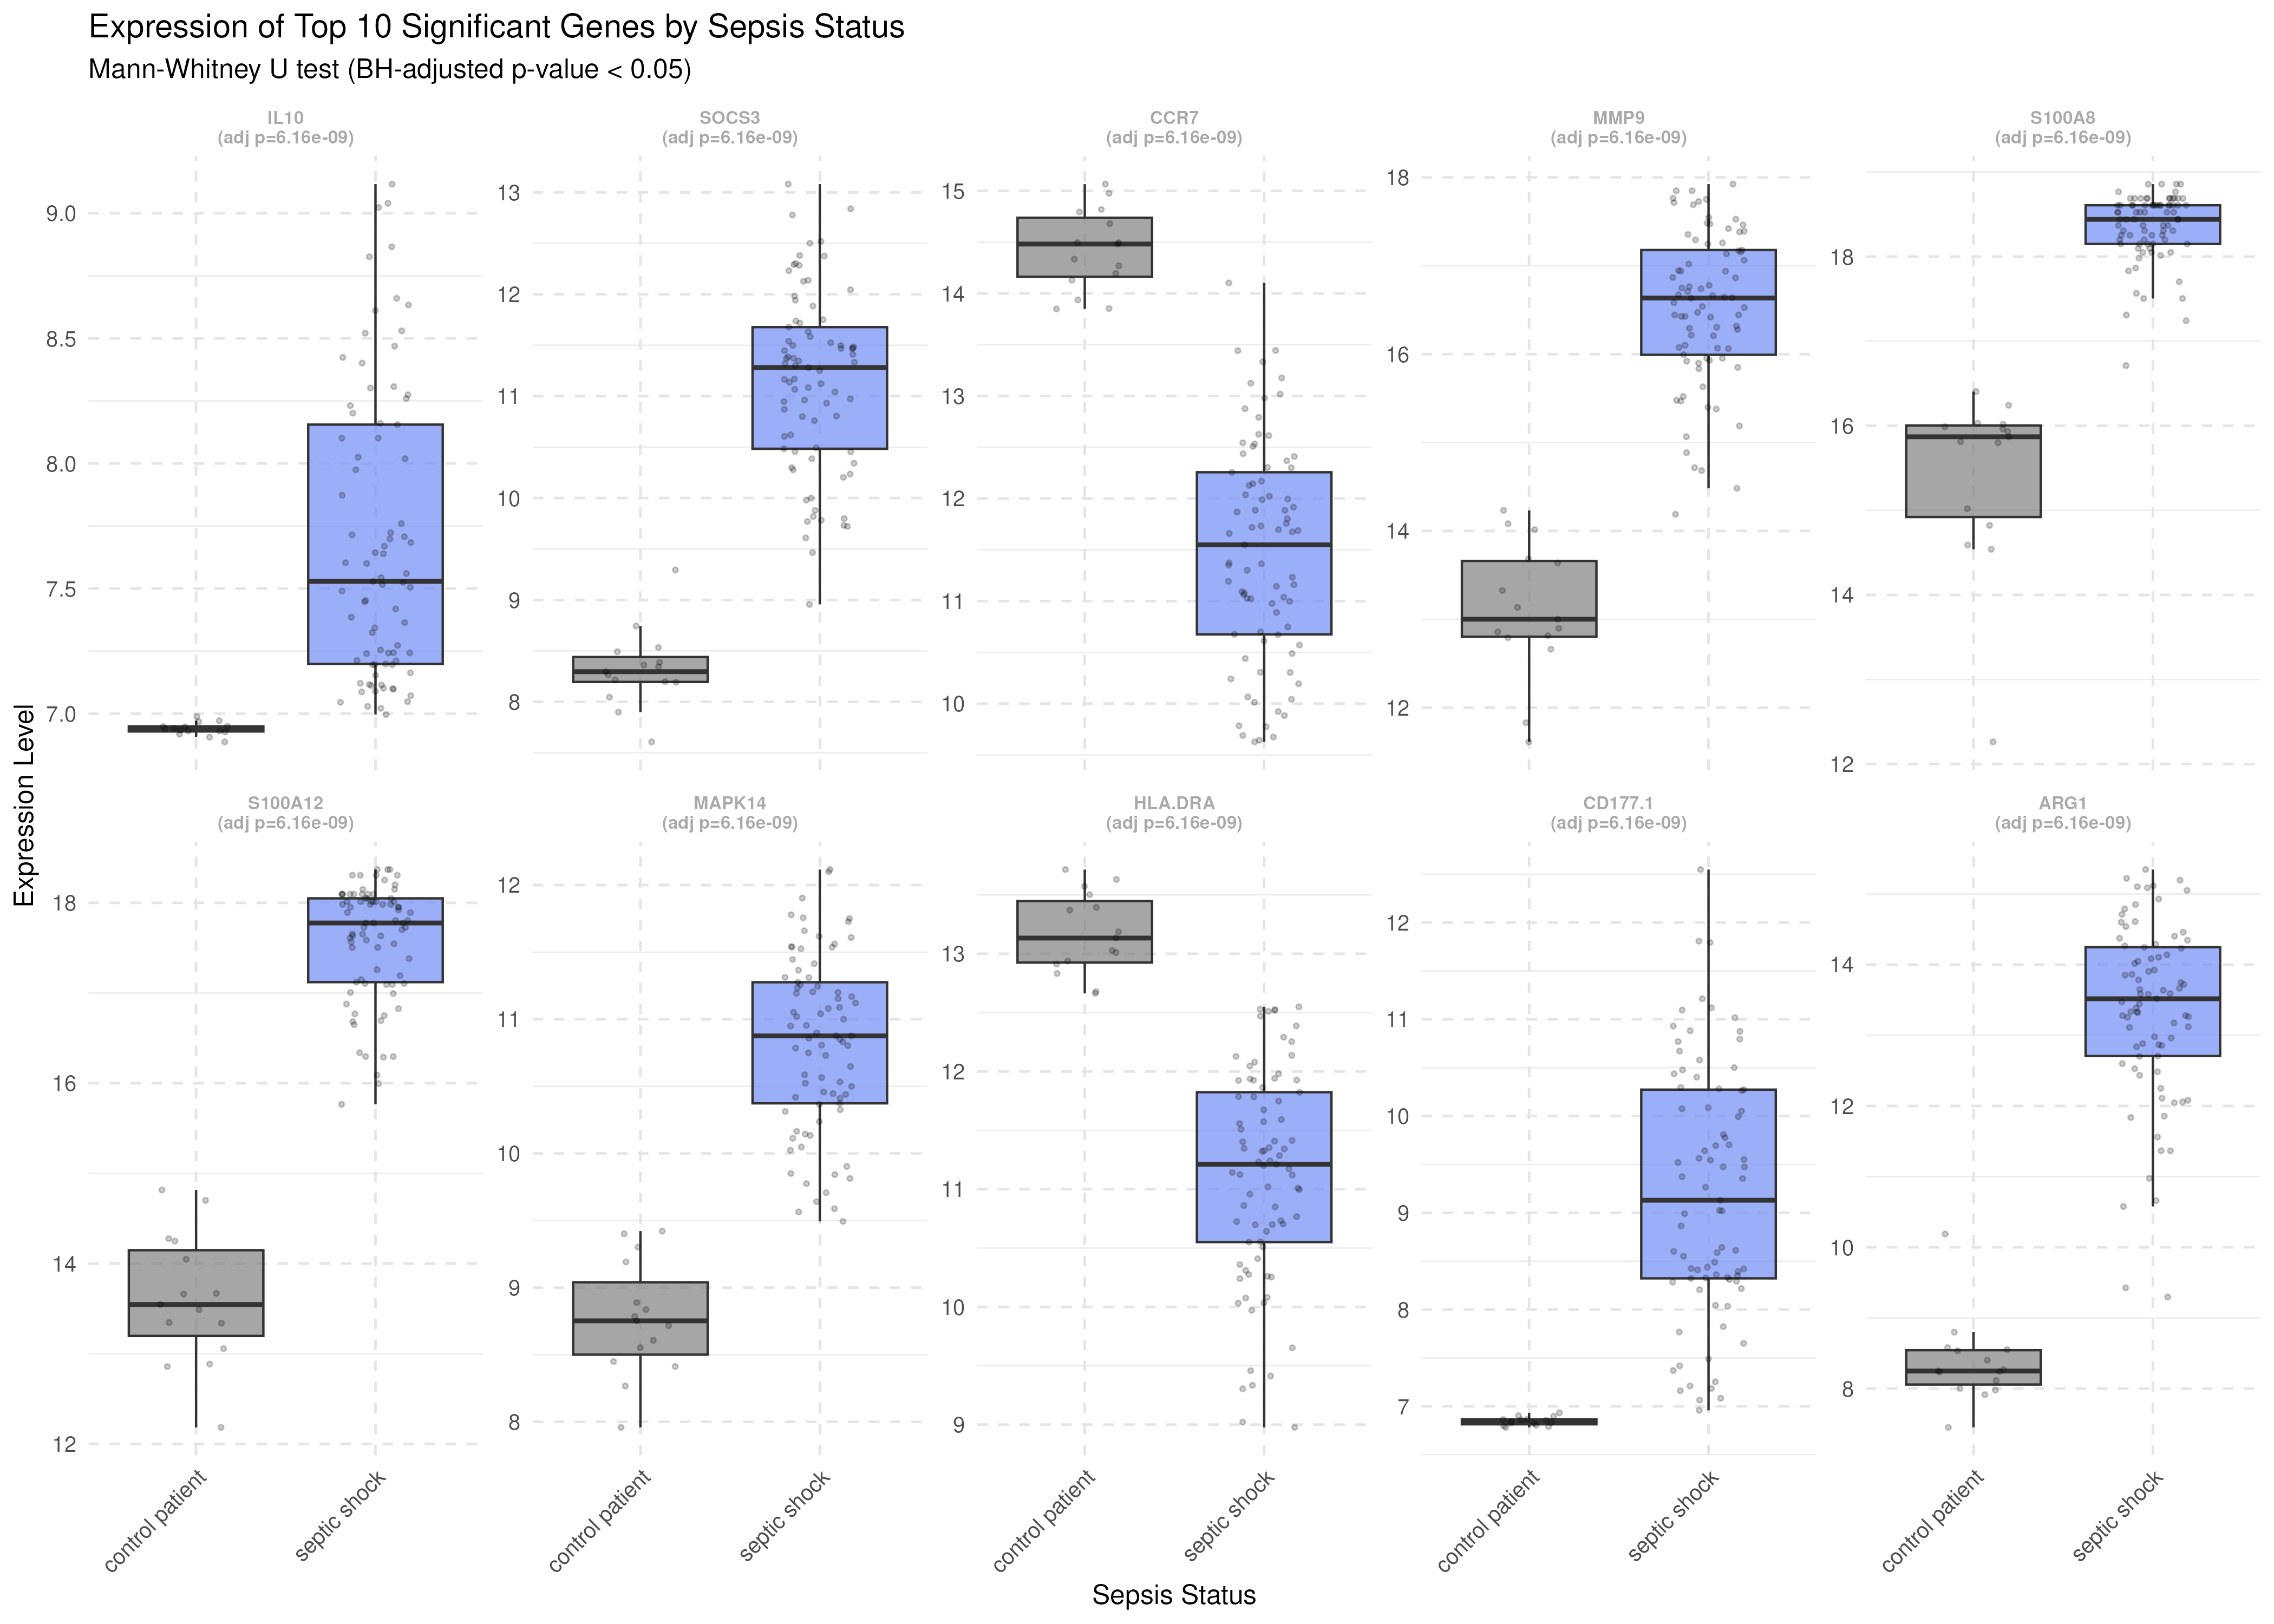 Expression of Top 10 Significant Genes by Sepsis Status
Mann-Whitney U test (BH-adjusted p-value < 0.05)
IL10
(adj p=6.16e-09)
SOCS3
(adj p=6.16e-09)
CCR7
(adj p=6.16e-09)
MMP9
(adj p=6.16e-09)
S100A8
(adj p=6.16e-09)
9.0
8.5
8.0
7.5
7.0
13
12
11
10
9
8
15
14
13
12
11
10
18
16
14
12
18
16
14
12
Expression Level
S100A12
(adj p=6.16e-09)
MAPK14
(adj p=6.16e-09)
HLA.DRA
(adj p=6.16e-09)
CD177.1
(adj p=6.16e-09)
ARG1
(adj p=6.16e-09)
18
16
14
12
12
11
10
9
8
13
12
11
10
9
12
11
10
9
8
7
14
12
10
8
control patient
septic shock
control patient
septic shock
control patient
septic shock
control patient
septic shock
control patient
septic shock
Sepsis Status